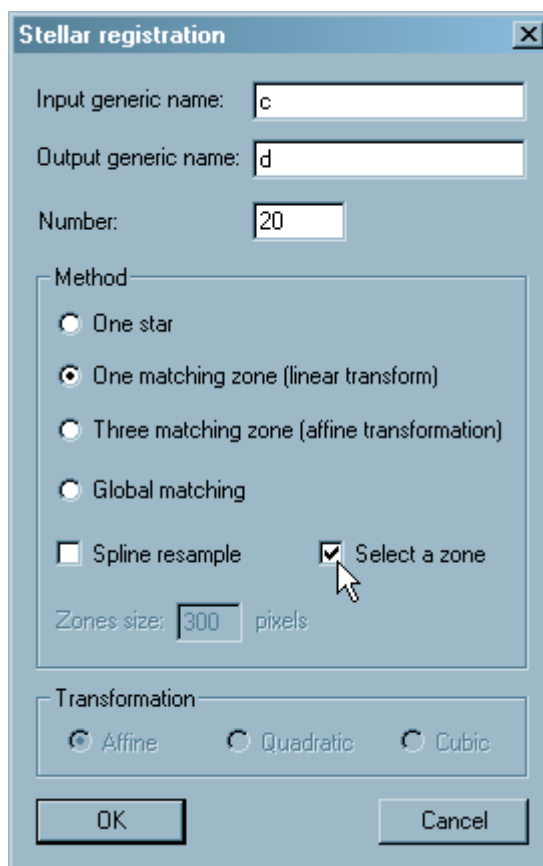 Stellar registration
Input generic name: c
Output generic name: d
Number: 20
Method
One star
One matching zone (linear transform)
Three matching zone (affine transformation)
Global matching
Spline resample Select a zone
Zones size: 300 pixels
Transformation
Affine Quadratic Cubic
OK Cancel